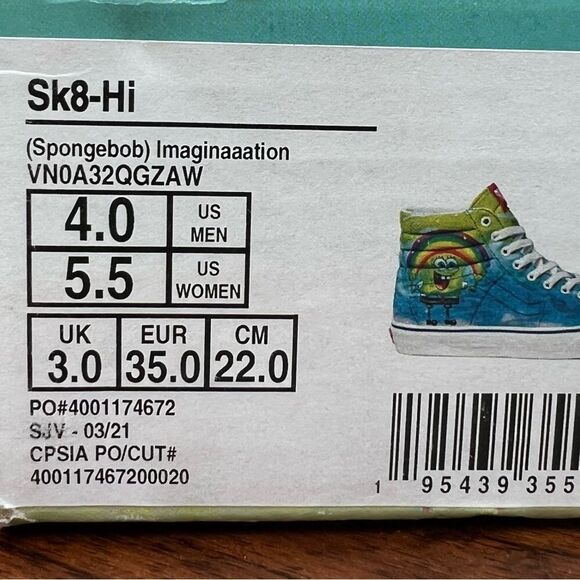 Sk8-Hi
(Spongebob) Imaginaaation
VN0A32QGZAW
4.0 US MEN
5.5 US WOMEN
UK EUR CM
3.0 35.0 22.0
PO#4001174672
SJV - 03/21
CPSIA PO/CUT#
400117467200020
1 95439 355